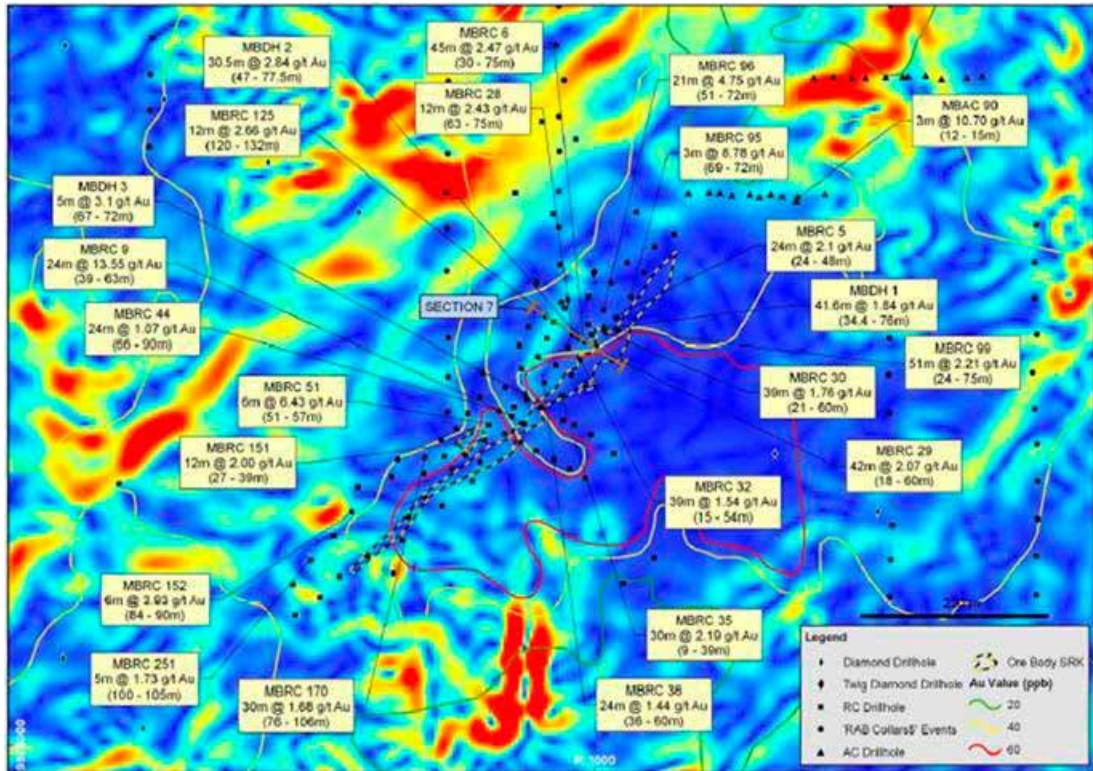 MBDH 2
30.5m @ 2.84 g/t Au
(47 - 77.5m)
MBRC 6
45m @ 2.47 g/t Au
(30 - 75m)
MBRC 96
21m @ 4.75 g/t Au
(51 - 72m)
MBRC 28
12m @ 2.43 g/t Au
(63 - 75m)
MBAC 90
3m @ 10.70 g/t Au
(12 - 15m)
MBRC 125
12m @ 2.66 g/t Au
(120 - 132m)
MBRC 95
3m @ 6.78 g/t Au
(69 - 72m)
MBDH 3
5m @ 3.1 g/t Au
(67 - 72m)
MBRC 5
24m @ 2.1 g/t Au
(24 - 48m)
MBRC 9
24m @ 13.55 g/t Au
(39 - 63m)
SECTION 7
MBDH 1
41.6m @ 1.84 g/t Au
(34.4 - 76m)
MBRC 44
24m @ 1.07 g/t Au
(66 - 90m)
MBRC 99
51m @ 2.21 g/t Au
(24 - 75m)
MBRC 51
6m @ 6.43 g/t Au
(51 - 57m)
MBRC 30
39m @ 1.76 g/t Au
(21 - 60m)
MBRC 151
12m @ 2.00 g/t Au
(27 - 39m)
MBRC 29
42m @ 2.07 g/t Au
(18 - 60m)
MBRC 32
39m @ 1.54 g/t Au
(15 - 54m)
MBRC 152
6m @ 2.93 g/t Au
(84 - 90m)
MBRC 35
30m @ 2.19 g/t Au
(9 - 39m)
MBRC 251
5m @ 1.73 g/t Au
(100 - 105m)
MBRC 170
30m @ 1.68 g/t Au
(76 - 106m)
MBRC 38
24m @ 1.44 g/t Au
(36 - 60m)
Legend
Diamond Drillhole
Twig Diamond Drillhole
RC Drillhole
'RAB Collars$' Events
AC Drillhole
Ore Body SRK
Au Value (ppb)
20
40
60